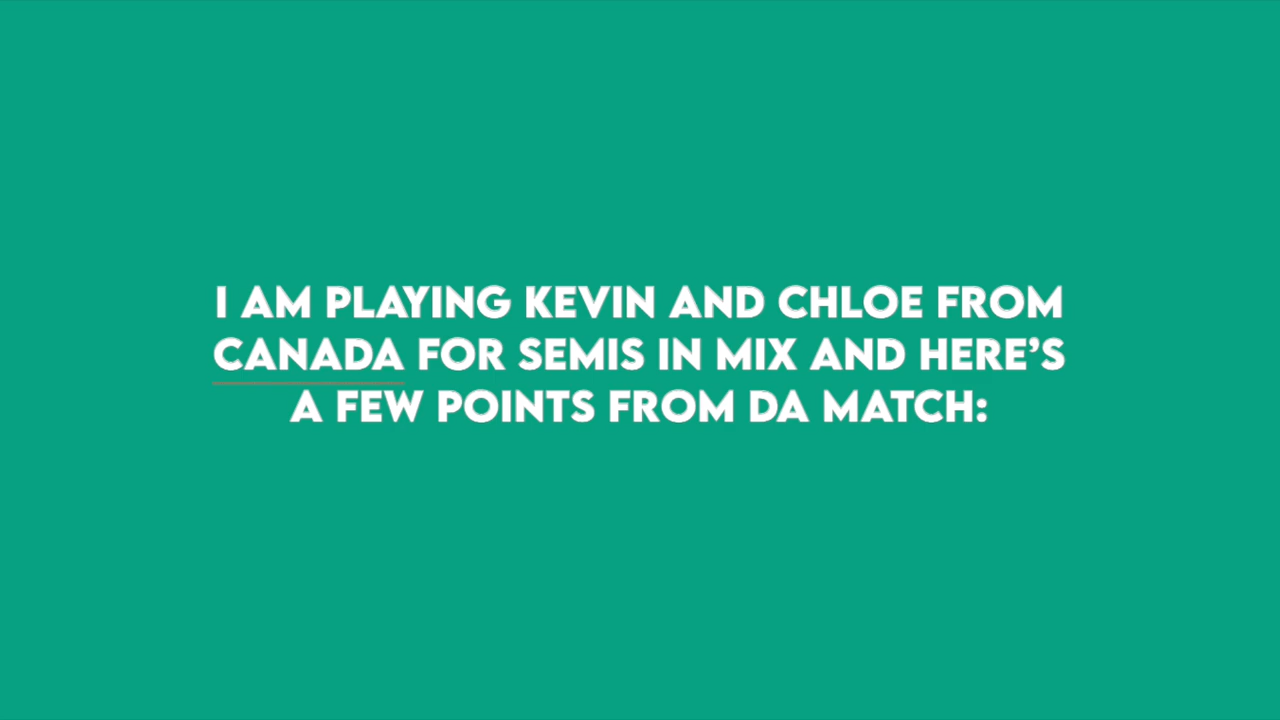 I AM PLAYING KEVIN AND CHLOE FROM
CANADA FOR SEMIS IN MIX AND HERE’S
A FEW POINTS FROM DA MATCH: